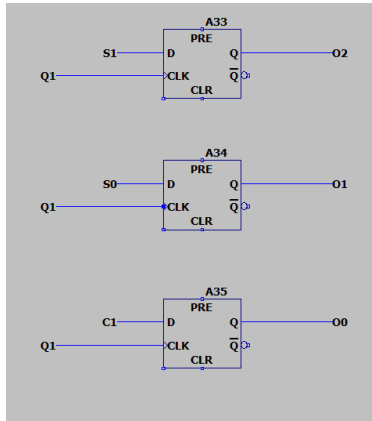 A33
PRE
S1 D Q O2
Q1 CLK Q
CLR
A34
PRE
S0 D Q O1
Q1 CLK Q
CLR
A35
PRE
C1 D Q O0
Q1 CLK Q
CLR